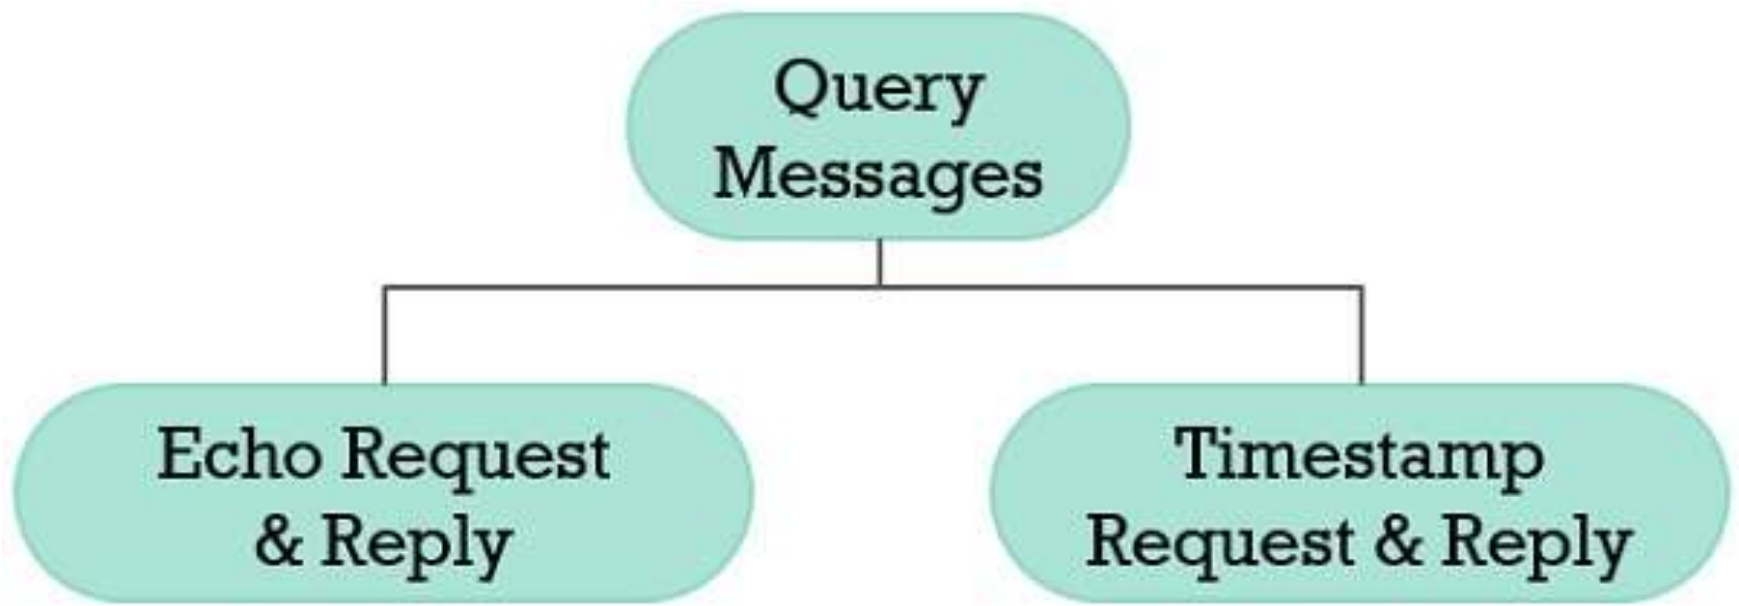 Query
Messages
Echo Request
& Reply
Timestamp
Request & Reply